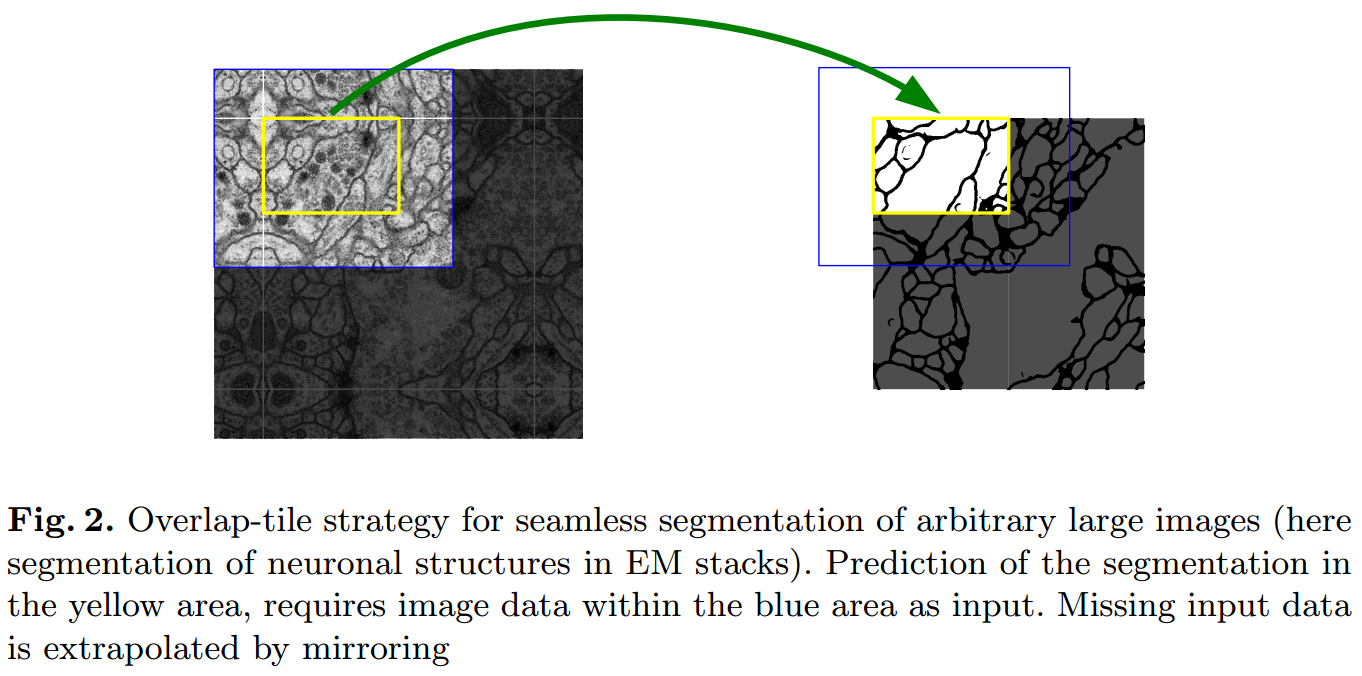 Fig. 2. Overlap-tile strategy for seamless segmentation of arbitrary large images (here
segmentation of neuronal structures in EM stacks). Prediction of the segmentation in
the yellow area, requires image data within the blue area as input. Missing input data
is extrapolated by mirroring